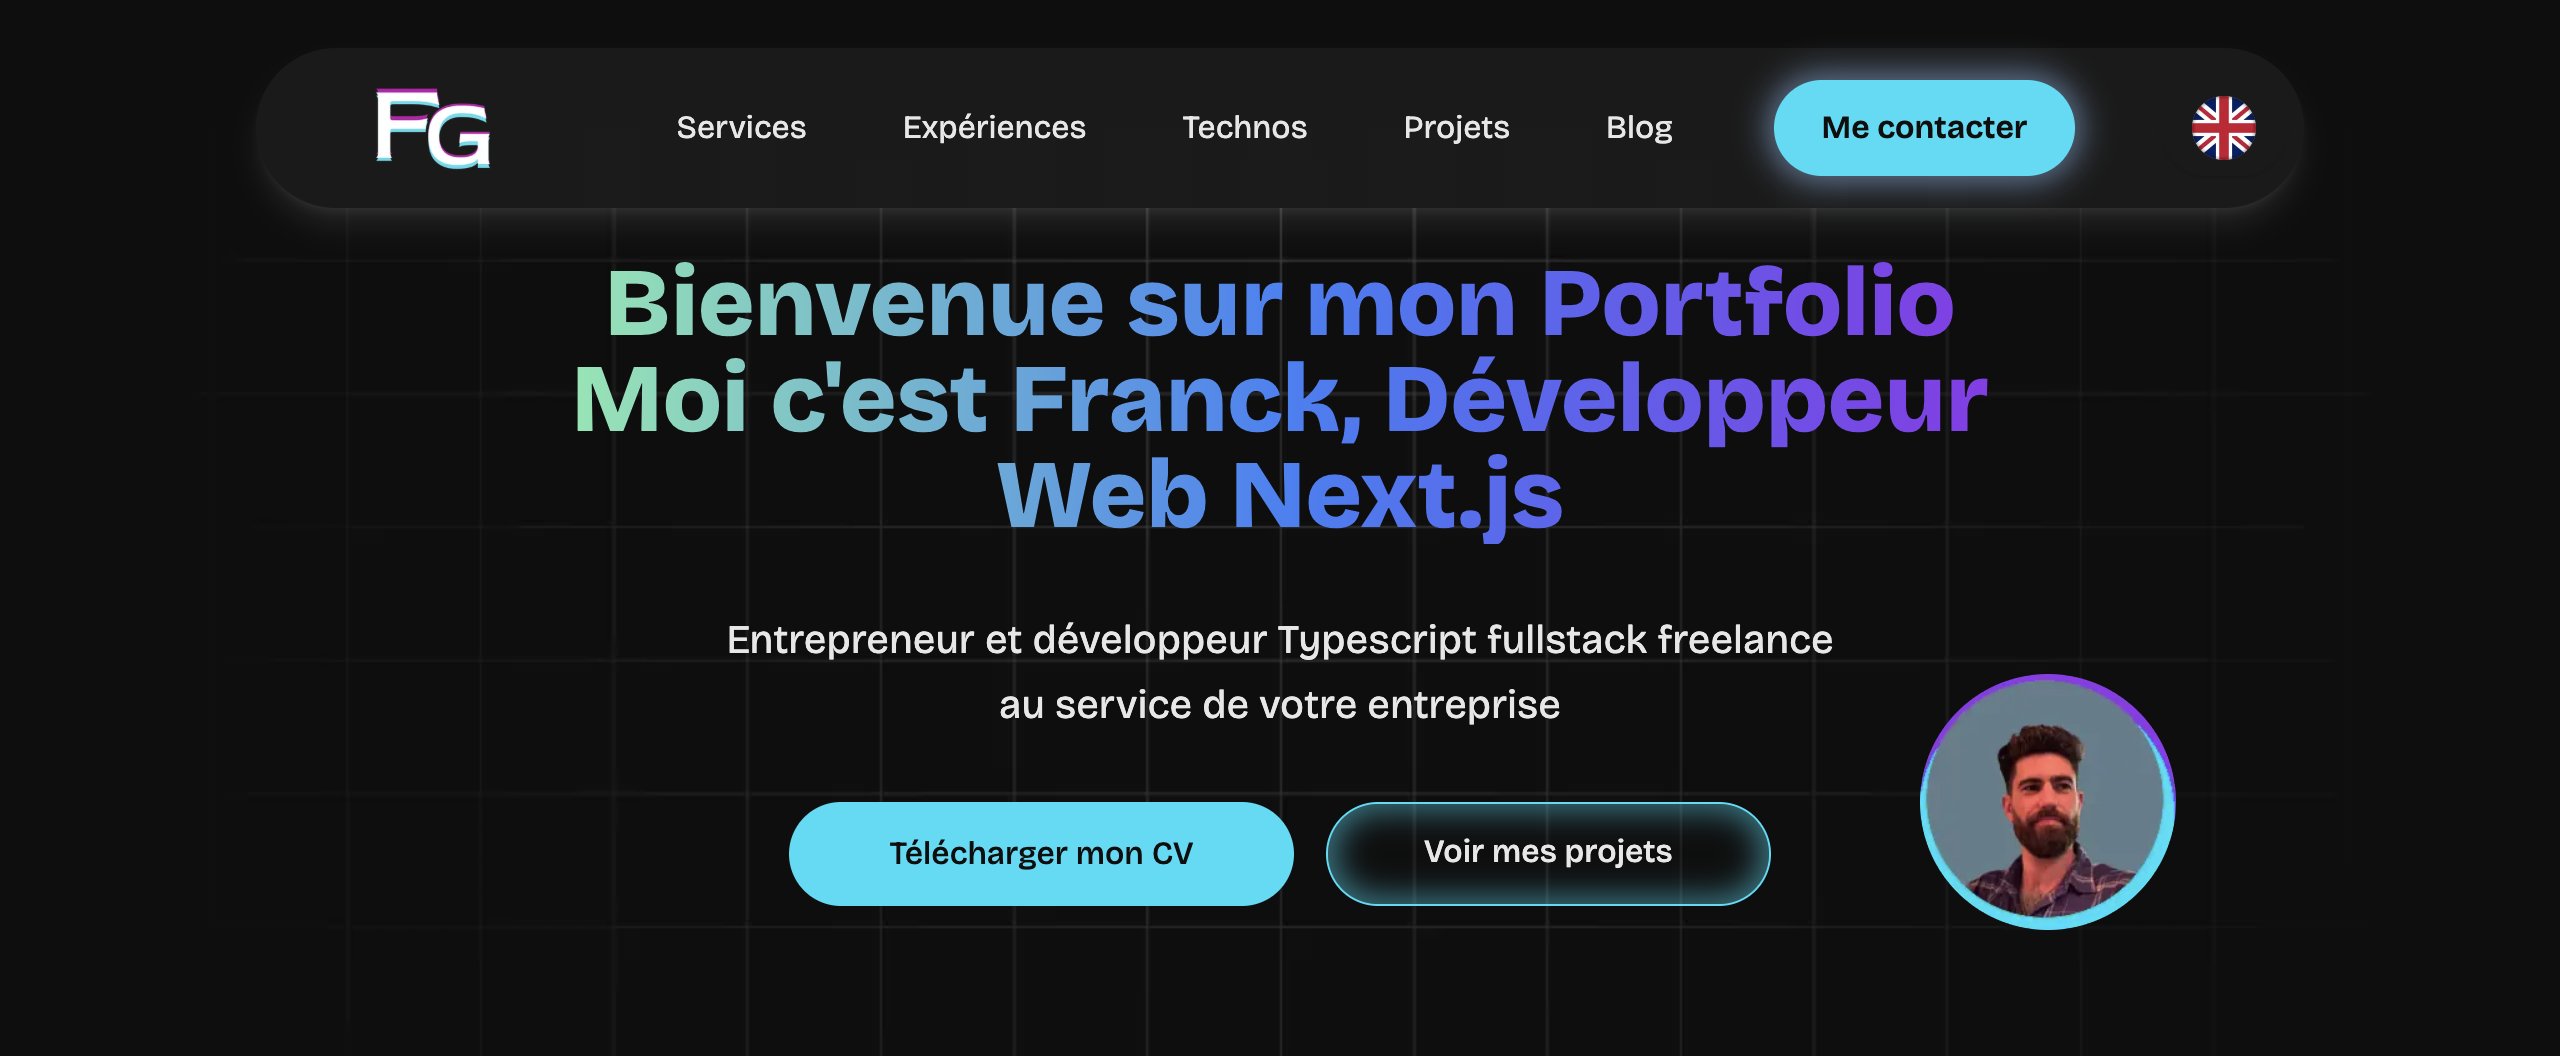 FG
Services
Expériences
Technos
Projets
Blog
Me contacter
Bienvenue sur mon Portfolio
Moi c'est Franck, Développeur
Web Next.js
Entrepreneur et développeur Typescript fullstack freelance
au service de votre entreprise
Télécharger mon CV
Voir mes projets